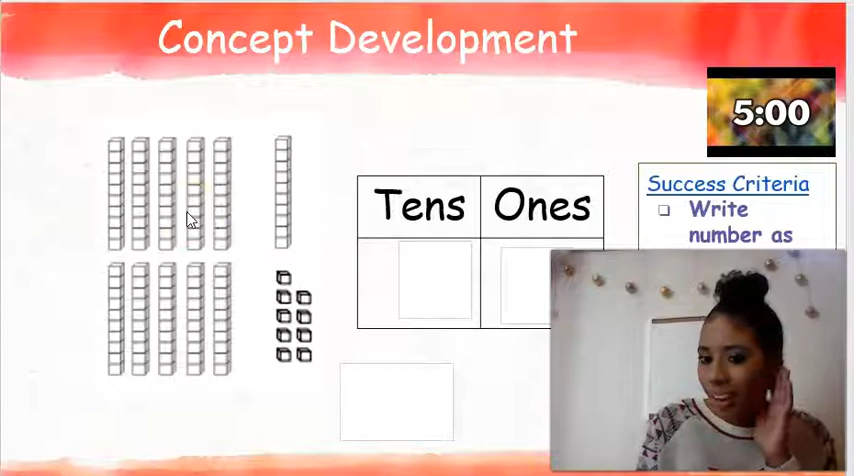 Concept Development
5:00
Tens Ones
Success Criteria
Write
number as